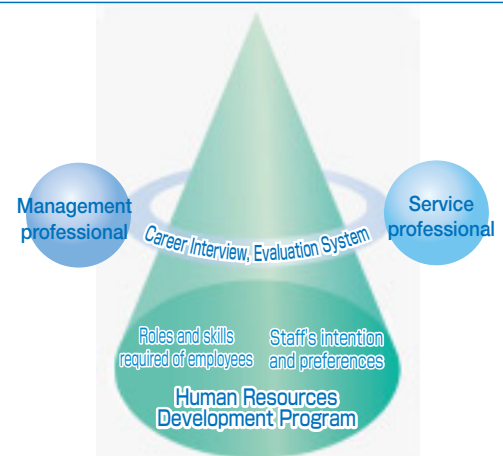 Management
professional
Service
professional
Career Interview, Evaluation System
Roles and skills
required of employees
Staff's intention
and preferences
Human Resources
Development Program